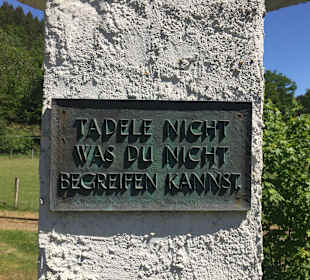 TADELE NICHT
WAS DU NICHT
BEGREIFEN KANNST.